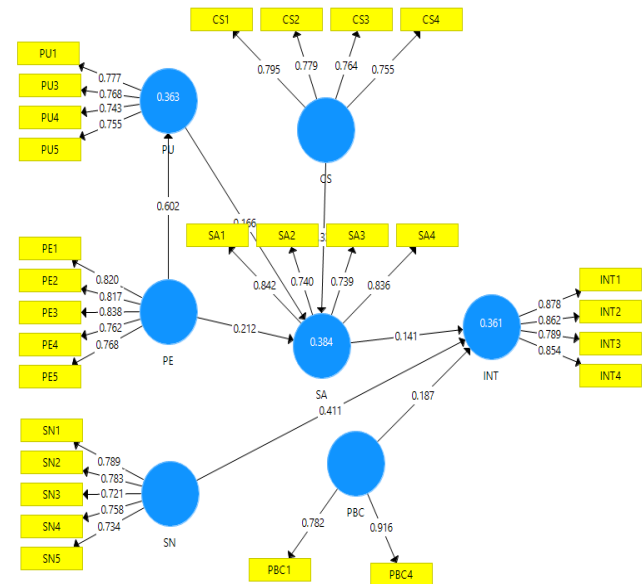 CS1
CS2
CS3
CS4
0.795
0.779
0.764
0.755
CS
PU1
PU3
PU4
PU5
0.777
0.768
0.743
0.755
0.363
PU
0.602
0.166
SA1
SA2
SA3
SA4
0.842
0.740
0.739
0.836
PE1
PE2
PE3
PE4
PE5
0.820
0.817
0.838
0.762
0.768
PE
0.212
0.384
SA
0.141
0.361
INT
INT1
INT2
INT3
INT4
0.878
0.862
0.789
0.854
0.411
0.187
SN1
SN2
SN3
SN4
SN5
0.789
0.783
0.721
0.758
0.734
SN
PBC
0.782
0.916
PBC1
PBC4